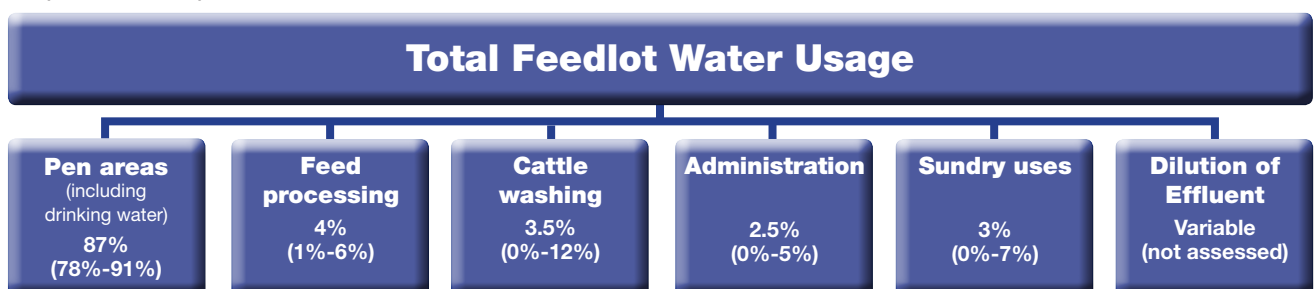 Total Feedlot Water Usage
Pen areas
(including
drinking water)
87%
(78%-91%)
Feed
processing
4%
(1%-6%)
Cattle
washing
3.5%
(0%-12%)
Administration
2.5%
(0%-5%)
Sundry uses
3%
(0%-7%)
Dilution of
Effluent
Variable
(not assessed)